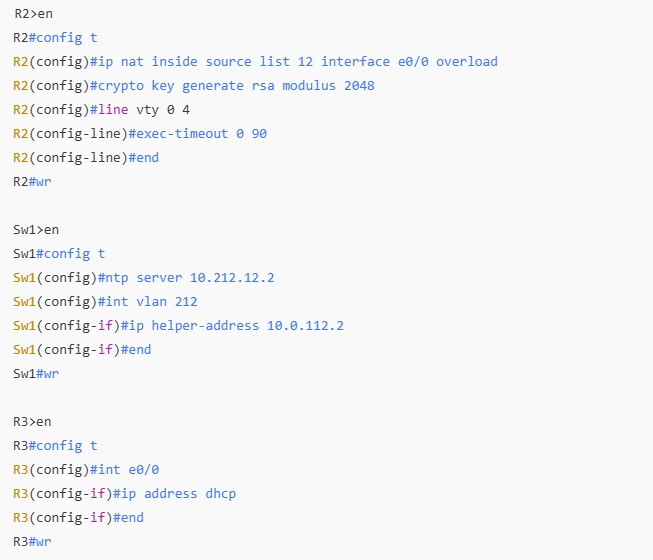 R2>en
R2#config t
R2(config)#ip nat inside source list 12 interface e0/0 overload
R2(config)#crypto key generate rsa modulus 2048
R2(config)#line vty 0 4
R2(config-line)#exec-timeout 0 90
R2(config-line)#end
R2#wr
Sw1>en
Sw1#config t
Sw1(config)#ntp server 10.212.12.2
Sw1(config)#int vlan 212
Sw1(config-if)#ip helper-address 10.0.112.2
Sw1(config-if)#end
Sw1#wr
R3>en
R3#config t
R3(config)#int e0/0
R3(config-if)#ip address dhcp
R3(config-if)#end
R3#wr